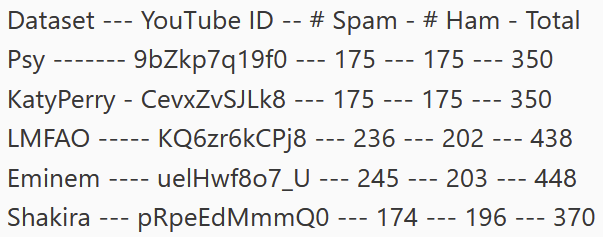 Dataset --- YouTube ID -- # Spam - # Ham - Total
Psy ------- 9bZkp7q19f0 --- 175 --- 175 --- 350
KatyPerry - CevxZvSJLk8 --- 175 --- 175 --- 350
LMFAO ----- KQ6zr6kCPj8 --- 236 --- 202 --- 438
Eminem ---- uelHwf8o7_U --- 245 --- 203 --- 448
Shakira --- pRpeEdMmmQ0 --- 174 --- 196 --- 370